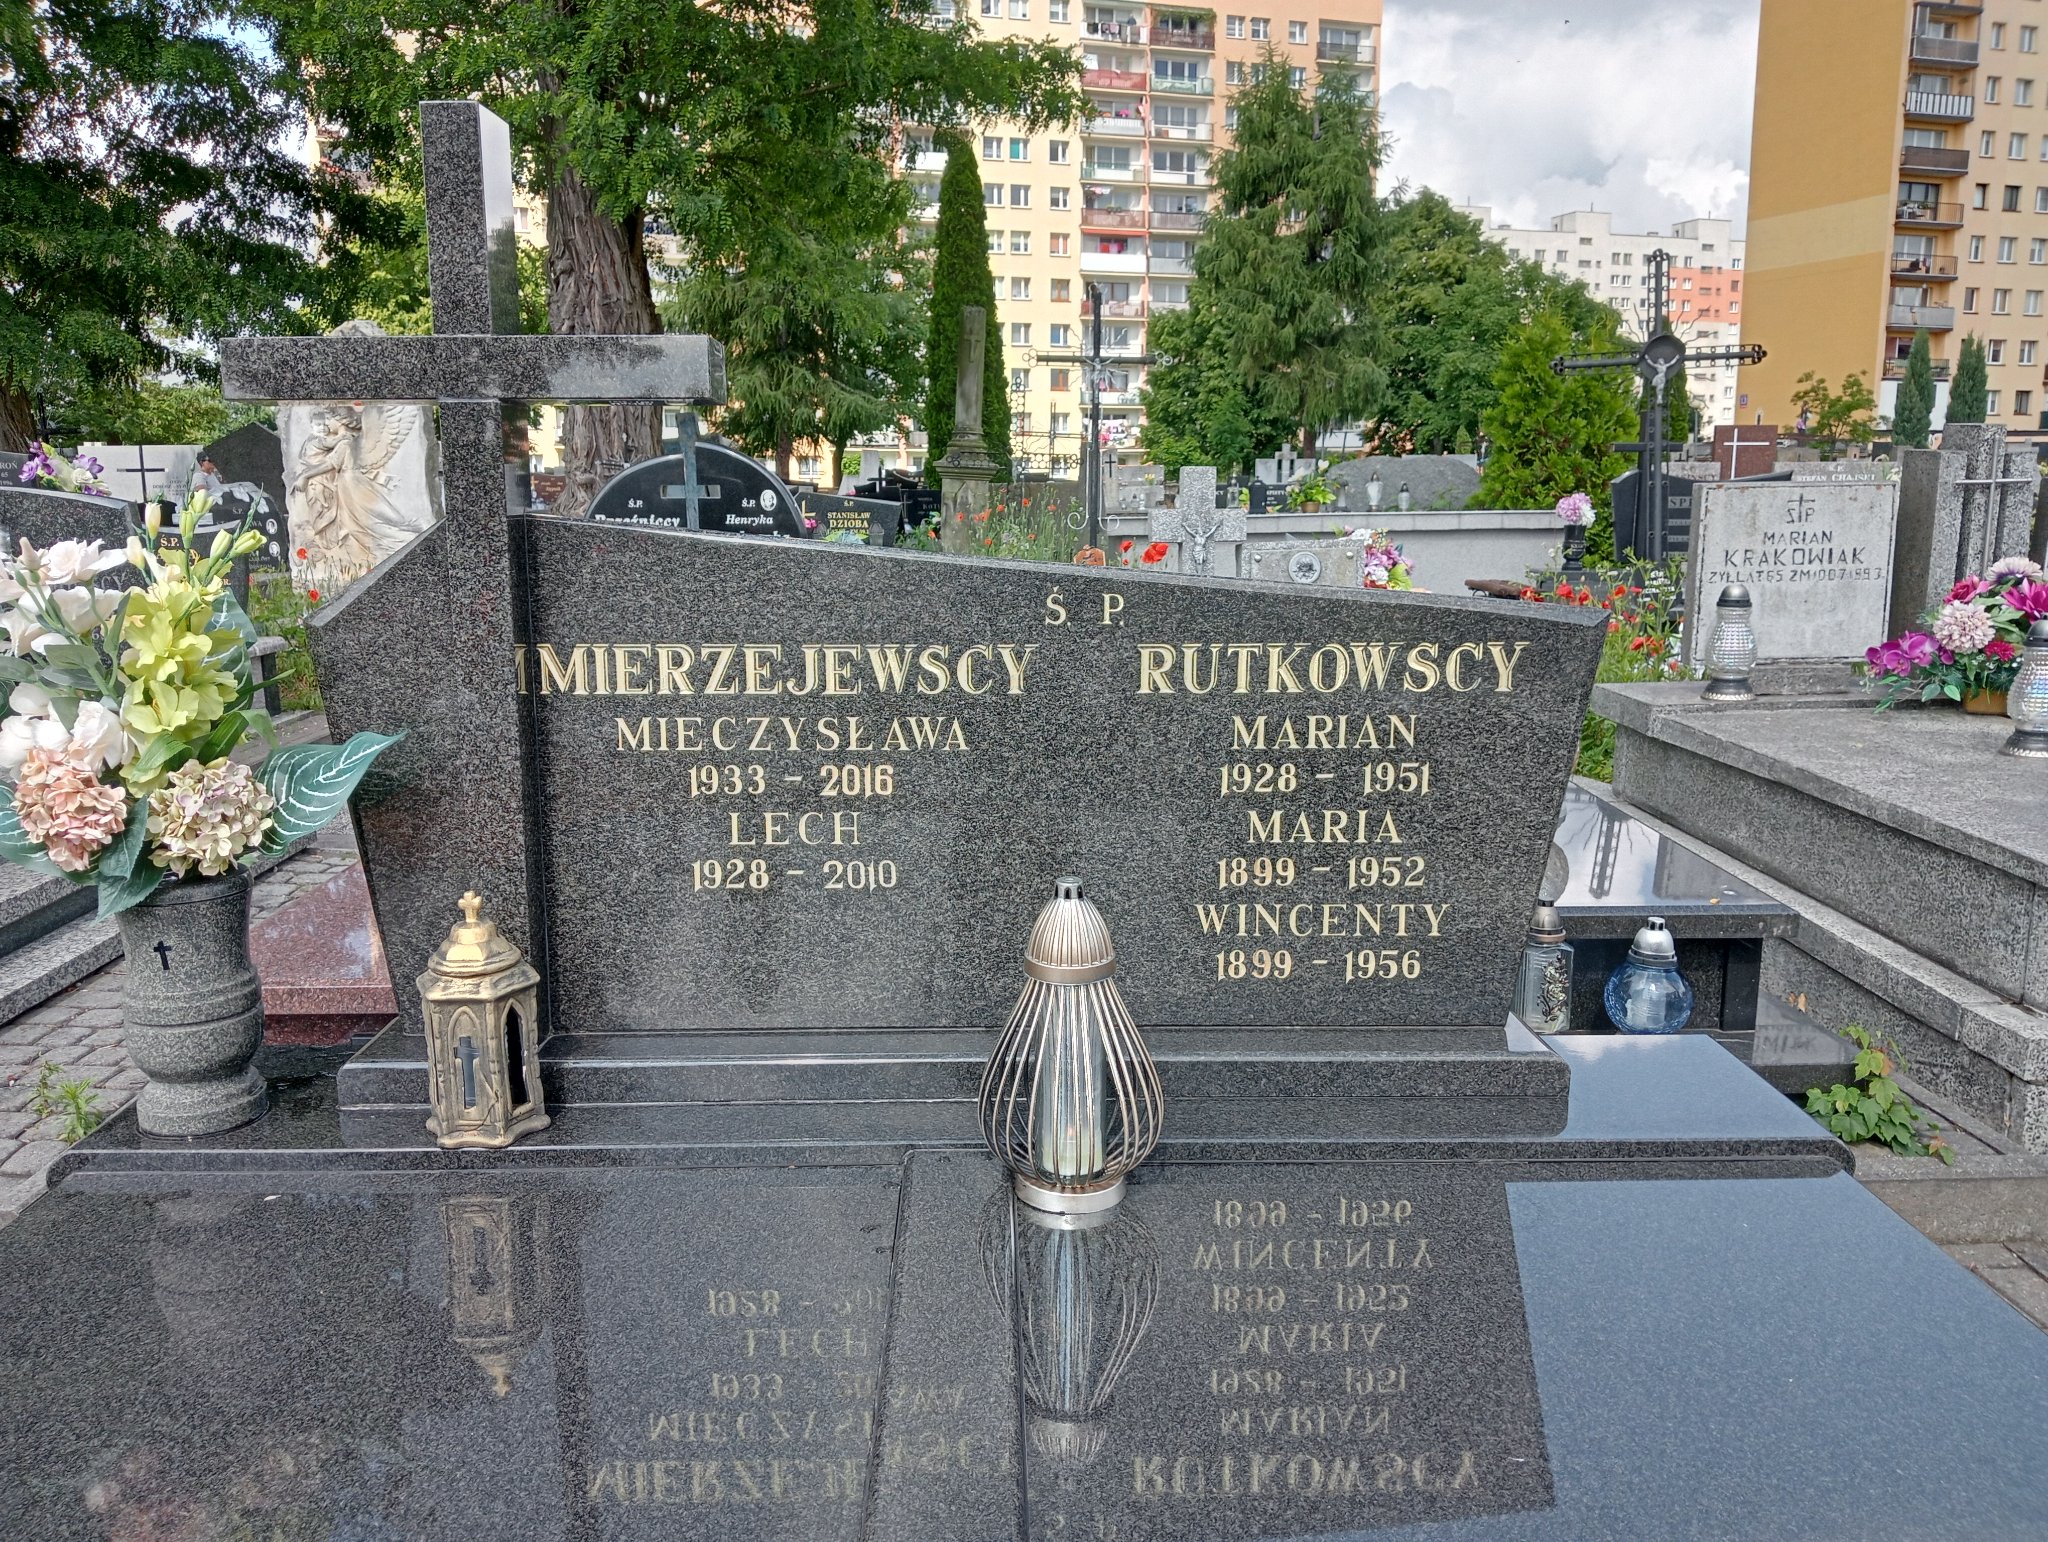 Ś. P.
MIERZEJEWSCY
MIECZYSŁAWA
1933 - 2016
LECH
1928 - 2010
RUTKOWSCY
MARIAN
1928 - 1951
MARIA
1899 - 1952
WINCENTY
1899 - 1956
Ś.P.
Ś.P.
Henryka
STANISŁAW
DZIOBA
STEFAN
Ś P
MARIAN
KRAKOWIAK